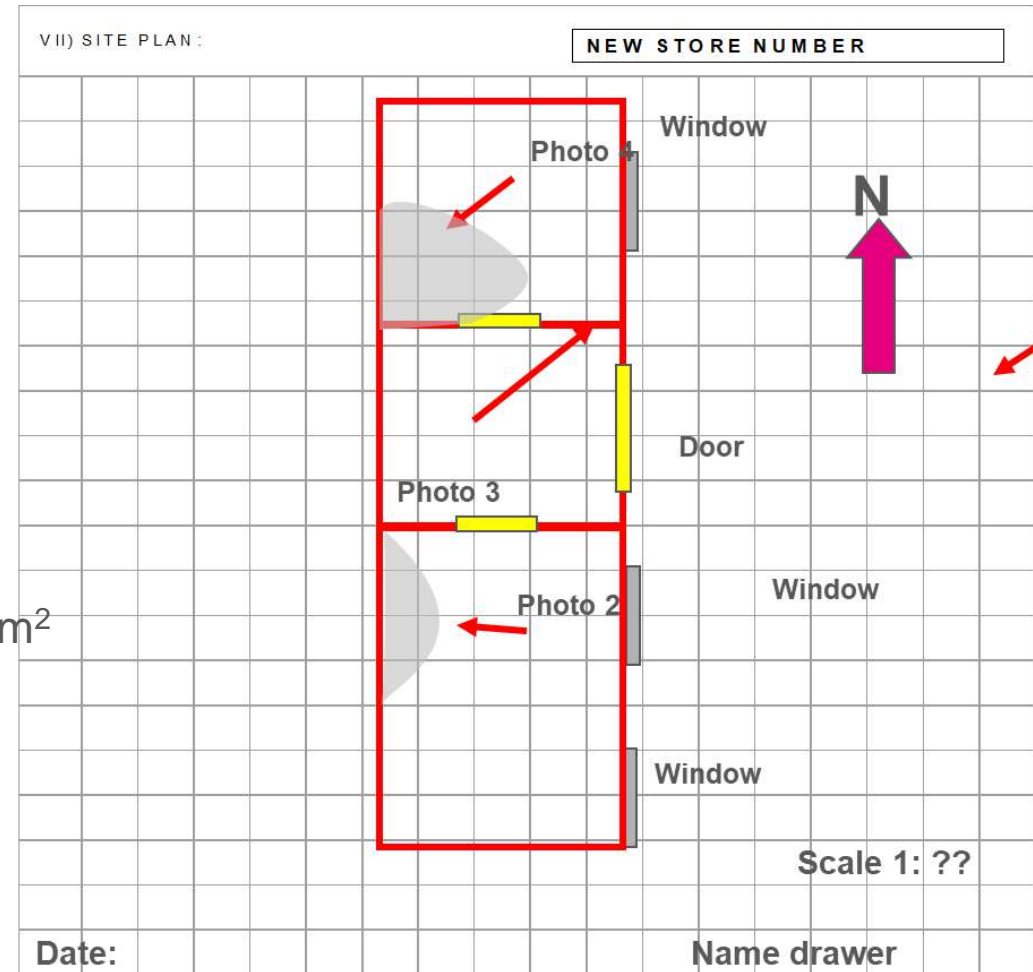 VII) SITE PLAN:
NEW STORE NUMBER
Window
Photo 4
N
Door
Photo 3
Window
Photo 2
m²
Window
Scale 1: ??
Date:
Name drawer